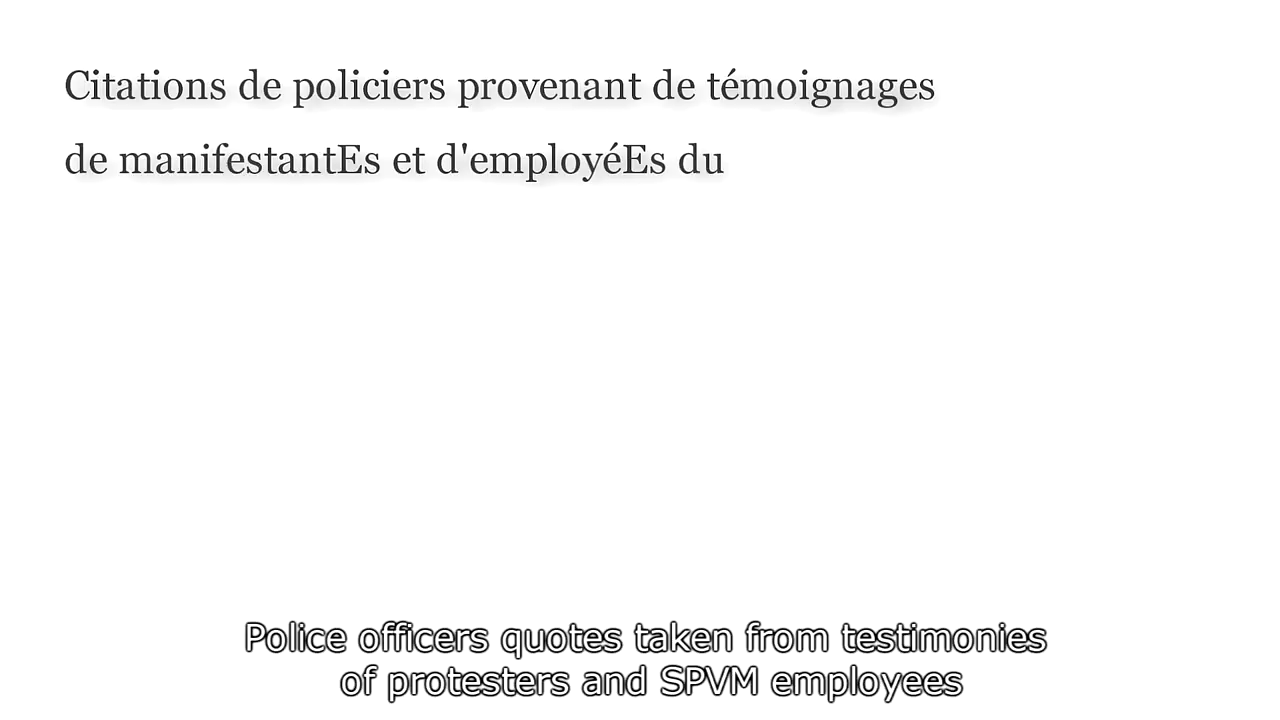 Citations de policiers provenant de témoignages
de manifestantEs et d'employéEs du
Police officers quotes taken from testimonies
of protesters and SPVM employees